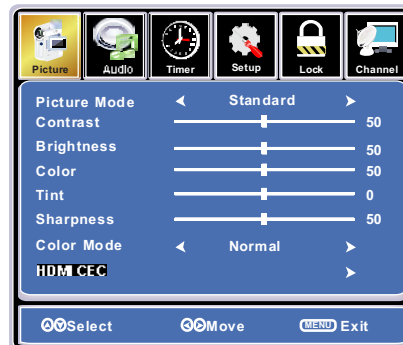 Picture Audio Timer Setup Lock Channel
Picture Mode Standard
Contrast 50
Brightness 50
Color 50
Tint 0
Sharpness 50
Color Mode Normal
HDMI CEC
Select Move MENU Exit